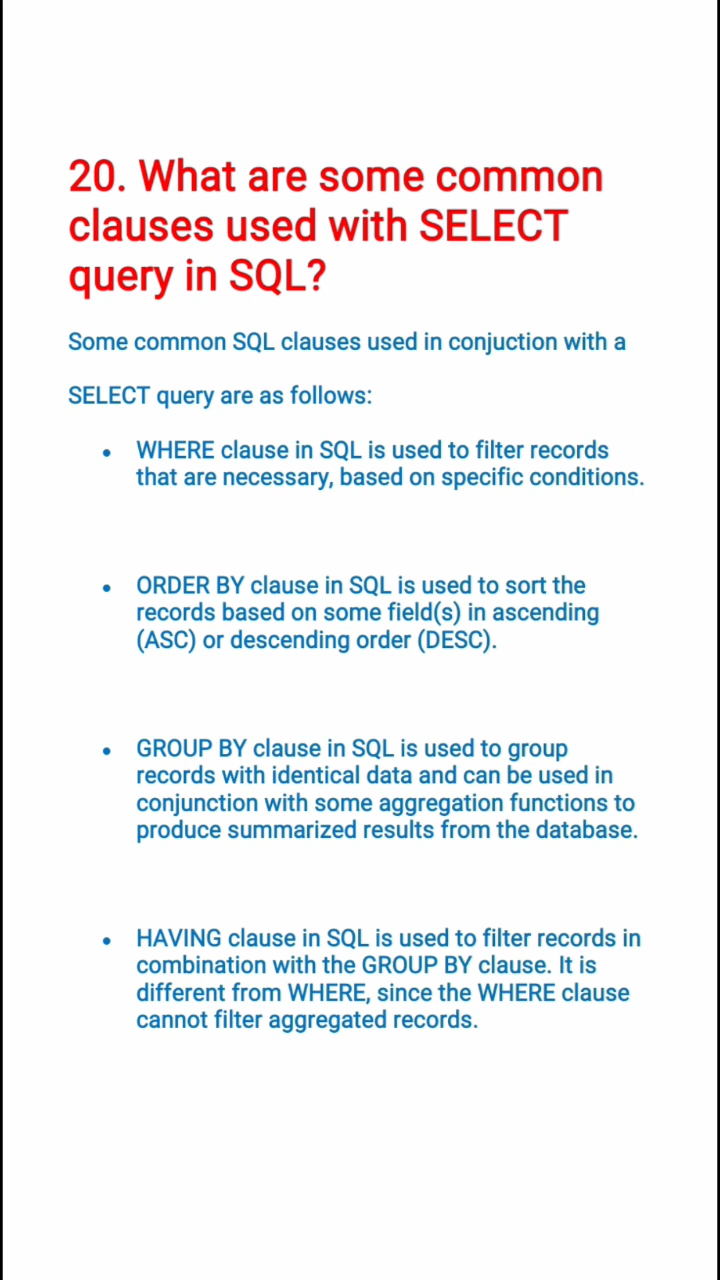 20. What are some common
clauses used with SELECT
query in SQL?
Some common SQL clauses used in conjuction with a
SELECT query are as follows:
• WHERE clause in SQL is used to filter records
that are necessary, based on specific conditions.
• ORDER BY clause in SQL is used to sort the
records based on some field(s) in ascending
(ASC) or descending order (DESC).
• GROUP BY clause in SQL is used to group
records with identical data and can be used in
conjunction with some aggregation functions to
produce summarized results from the database.
• HAVING clause in SQL is used to filter records in
combination with the GROUP BY clause. It is
different from WHERE, since the WHERE clause
cannot filter aggregated records.